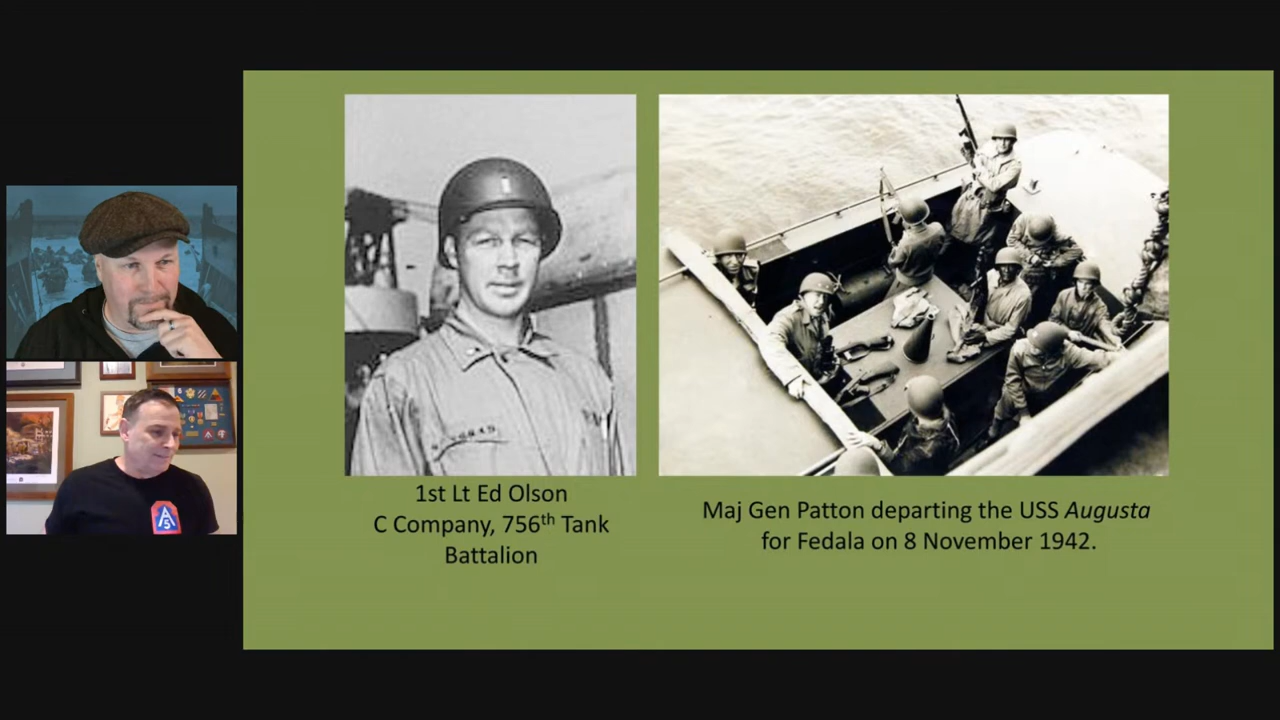 1st Lt Ed Olson
C Company, 756th Tank
Battalion
Maj Gen Patton departing the USS Augusta
for Fedala on 8 November 1942.
A
5